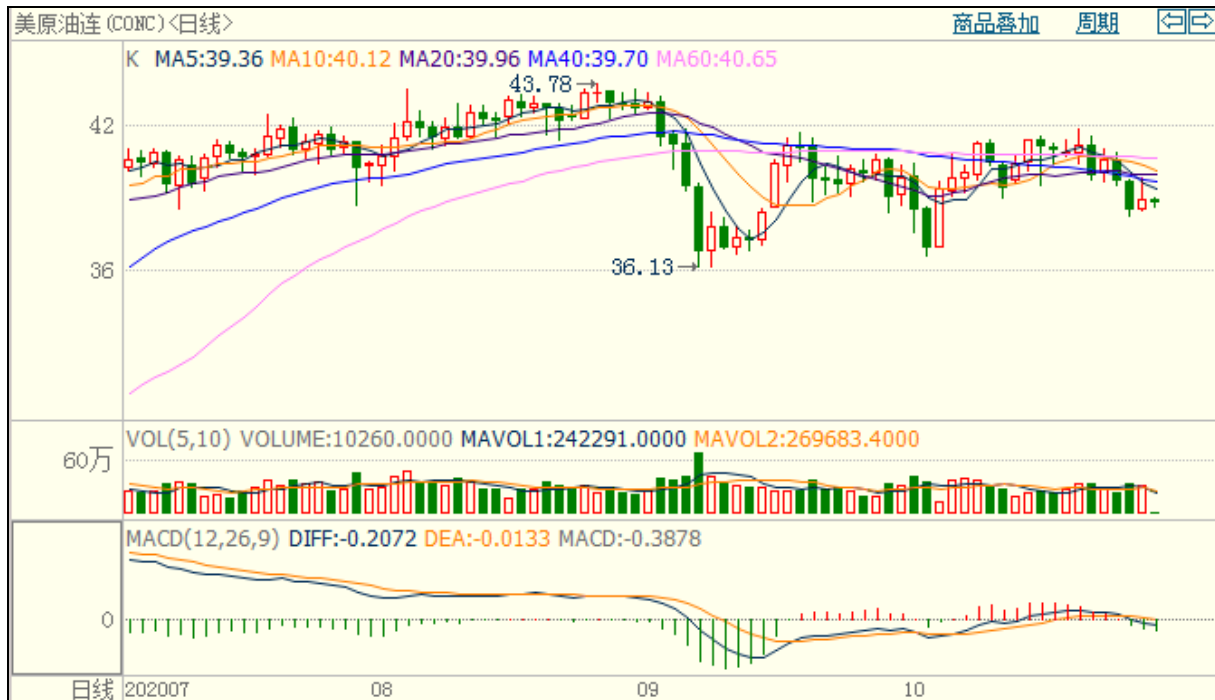 美原油连(CONC)<日线> 商品叠加 周期
K MA5:39.36 MA10:40.12 MA20:39.96 MA40:39.70 MA60:40.65
43.78
42
36.13
36
VOL(5,10) VOLUME:10260.0000 MAVOL1:242291.0000 MAVOL2:269683.4000
60万
MACD(12,26,9) DIFF:-0.2072 DEA:-0.0133 MACD:-0.3878
0
日线 202007 08 09 10